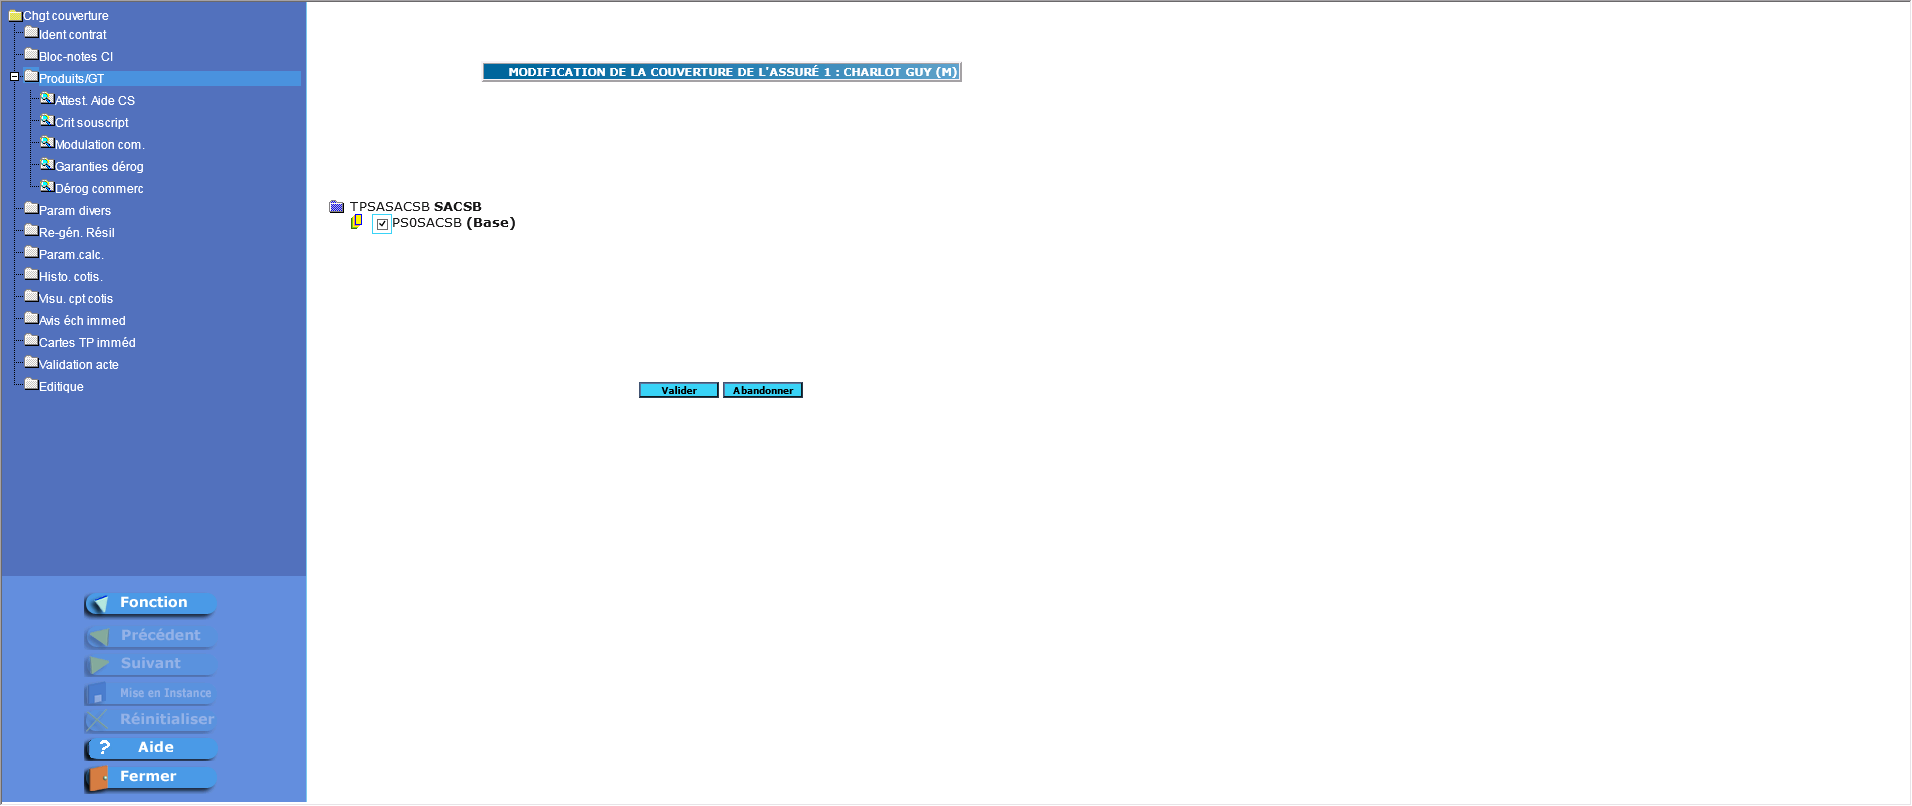 Chgt couverture
Ident contrat
Bloc-notes CI
Produits/GT
Attest. Aide CS
Crit souscript
Modulation com.
Garanties dérog
Dérog commerc
Param divers
Re-gén. Résil
Param.calc.
Histo. cotis.
Visu. cpt cotis
Avis éch immed
Cartes TP imméd
Validation acte
Editique
Fonction
Précédent
Suivant
Mise en Instance
Réinitialiser
? Aide
Fermer
MODIFICATION DE LA COUVERTURE DE L'ASSURÉ 1 : CHARLOT GUY (M)
TPSASACSB SACSB
PS0SACSB (Base)
Valider Abandonner